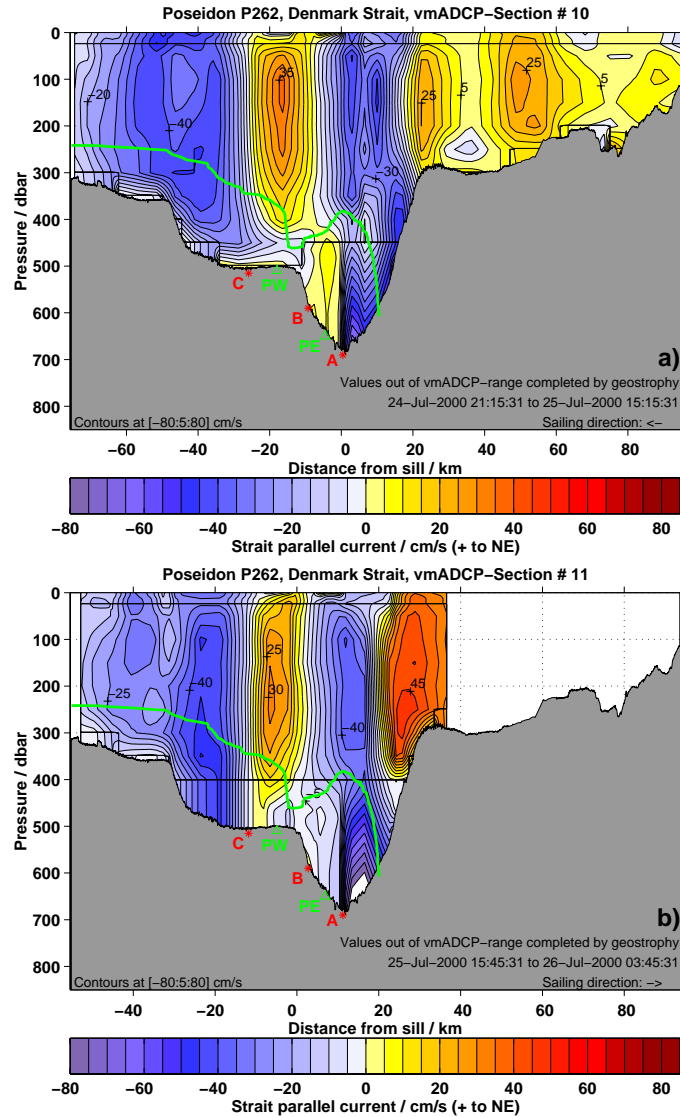 Poseidon P262, Denmark Strait, vmADCP−Section # 10
Pressure / dbar
0
100
200
300
400
500
600
700
800
−20
−40
35
25
5
25
5
−30
C
PW
B
PE
A
a)
Values out of vmADCP−range completed by geostrophy
24−Jul−2000 21:15:31 to 25−Jul−2000 15:15:31
Contours at [−80:5:80] cm/s
Sailing direction: <−
−60 −40 −20 0 20 40 60 80
Distance from sill / km
−80 −60 −40 −20 0 20 40 60 80
Strait parallel current / cm/s (+ to NE)
Poseidon P262, Denmark Strait, vmADCP−Section # 11
Pressure / dbar
0
100
200
300
400
500
600
700
800
−25
−40
25
30
−40
45
C
PW
B
PE
A
b)
Values out of vmADCP−range completed by geostrophy
25−Jul−2000 15:45:31 to 26−Jul−2000 03:45:31
Contours at [−80:5:80] cm/s
Sailing direction: −>
−40 −20 0 20 40 60 80
Distance from sill / km
−80 −60 −40 −20 0 20 40 60 80
Strait parallel current / cm/s (+ to NE)